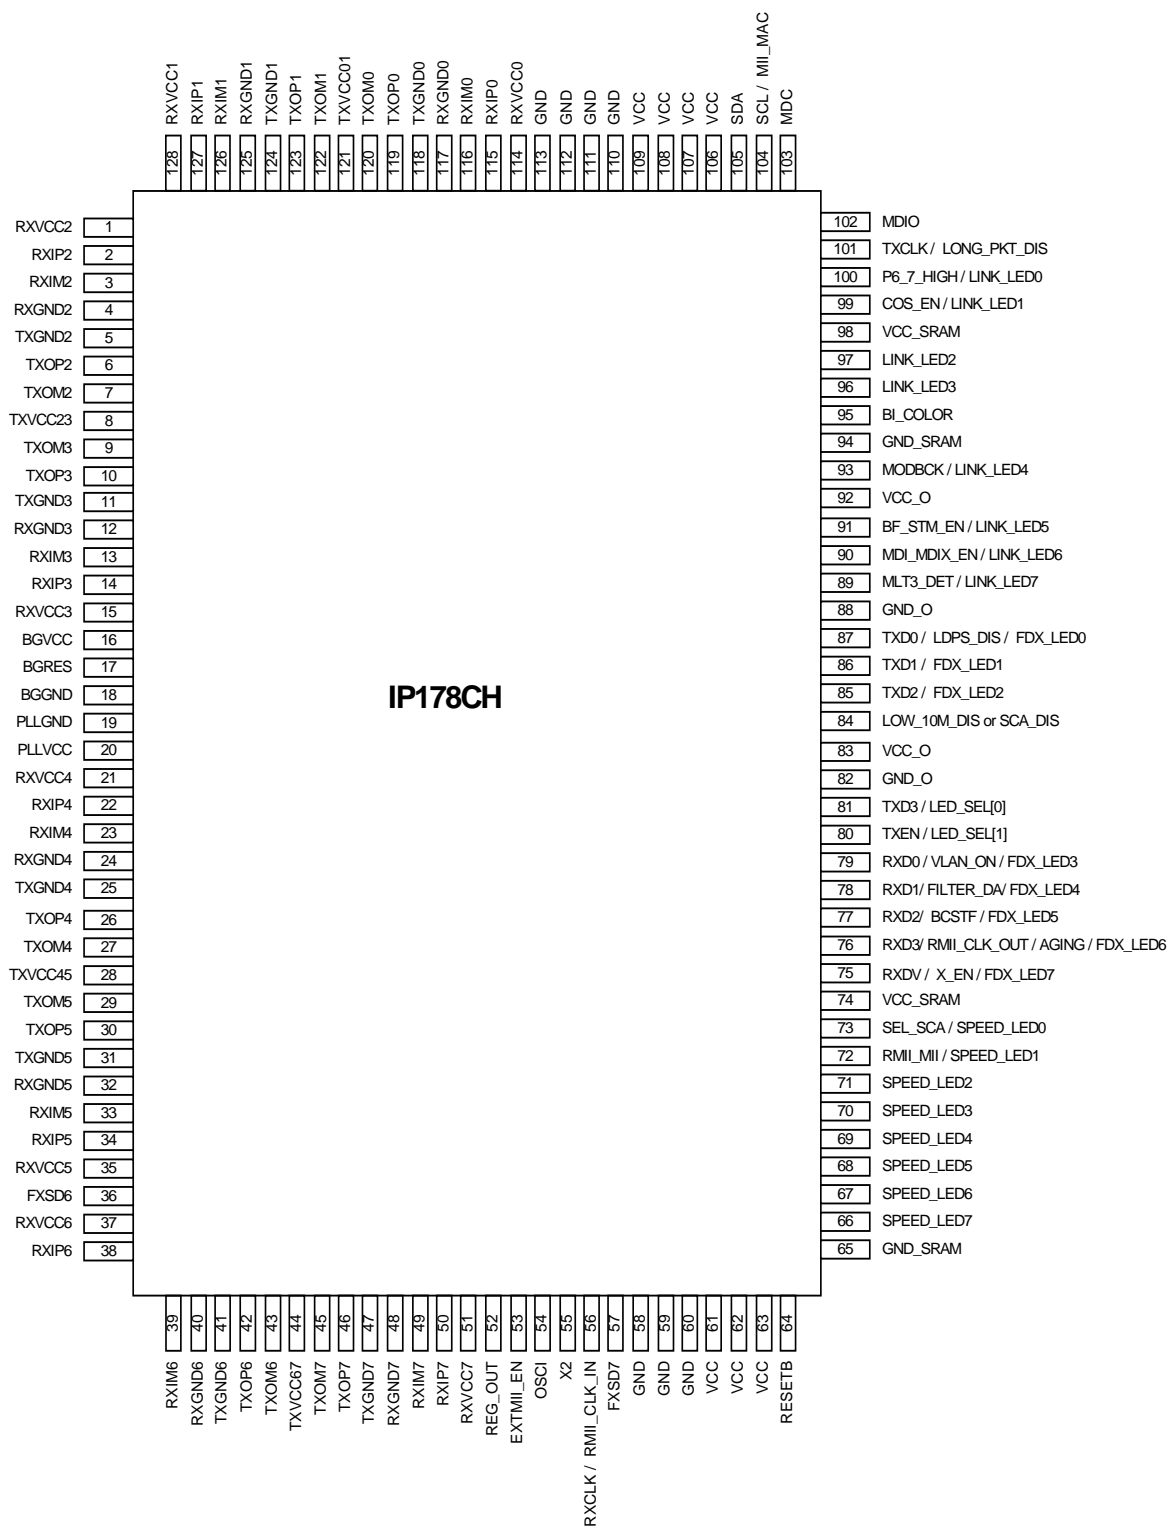 RXVCC1
RXIP1
RXIM1
RXGND1
TXGND1
TXOP1
TXOM1
TXVCC01
TXOM0
TXOP0
TXGND0
RXGND0
RXIM0
RXIP0
RXVCC0
GND
GND
GND
GND
VCC
VCC
VCC
VCC
SDA
SCL / MII_MAC
MDC
128
127
126
125
124
123
122
121
120
119
118
117
116
115
114
113
112
111
110
109
108
107
106
105
104
103
RXVCC2 1
RXIP2 2
RXIM2 3
RXGND2 4
TXGND2 5
TXOP2 6
TXOM2 7
TXVCC23 8
TXOM3 9
TXOP3 10
TXGND3 11
RXGND3 12
RXIM3 13
RXIP3 14
RXVCC3 15
BGVCC 16
BGRES 17
BGGND 18
PLLGND 19
PLLVCC 20
RXVCC4 21
RXIP4 22
RXIM4 23
RXGND4 24
TXGND4 25
TXOP4 26
TXOM4 27
TXVCC45 28
TXOM5 29
TXOP5 30
TXGND5 31
RXGND5 32
RXIM5 33
RXIP5 34
RXVCC5 35
FXSD6 36
RXVCC6 37
RXIP6 38
IP178CH
102 MDIO
101 TXCLK / LONG_PKT_DIS
100 P6_7_HIGH / LINK_LED0
99 COS_EN / LINK_LED1
98 VCC_SRAM
97 LINK_LED2
96 LINK_LED3
95 BI_COLOR
94 GND_SRAM
93 MODBCK / LINK_LED4
92 VCC_O
91 BF_STM_EN / LINK_LED5
90 MDI_MDIX_EN / LINK_LED6
89 MLT3_DET / LINK_LED7
88 GND_O
87 TXD0 / LDPS_DIS / FDX_LED0
86 TXD1 / FDX_LED1
85 TXD2 / FDX_LED2
84 LOW_10M_DIS or SCA_DIS
83 VCC_O
82 GND_O
81 TXD3 / LED_SEL[0]
80 TXEN / LED_SEL[1]
79 RXD0 / VLAN_ON / FDX_LED3
78 RXD1/ FILTER_DA/ FDX_LED4
77 RXD2/ BCSTF / FDX_LED5
76 RXD3/ RMII_CLK_OUT / AGING / FDX_LED6
75 RXDV / X_EN / FDX_LED7
74 VCC_SRAM
73 SEL_SCA / SPEED_LED0
72 RMII_MII / SPEED_LED1
71 SPEED_LED2
70 SPEED_LED3
69 SPEED_LED4
68 SPEED_LED5
67 SPEED_LED6
66 SPEED_LED7
65 GND_SRAM
39
40
41
42
43
44
45
46
47
48
49
50
51
52
53
54
55
56
57
58
59
60
61
62
63
64
RXIM6
RXGND6
TXGND6
TXOP6
TXOM6
TXVCC67
TXOM7
TXOP7
TXGND7
RXGND7
RXIM7
RXIP7
RXVCC7
REG_OUT
EXTMII_EN
OSCI
X2
RXCLK / RMII_CLK_IN
FXSD7
GND
GND
GND
VCC
VCC
VCC
RESETB